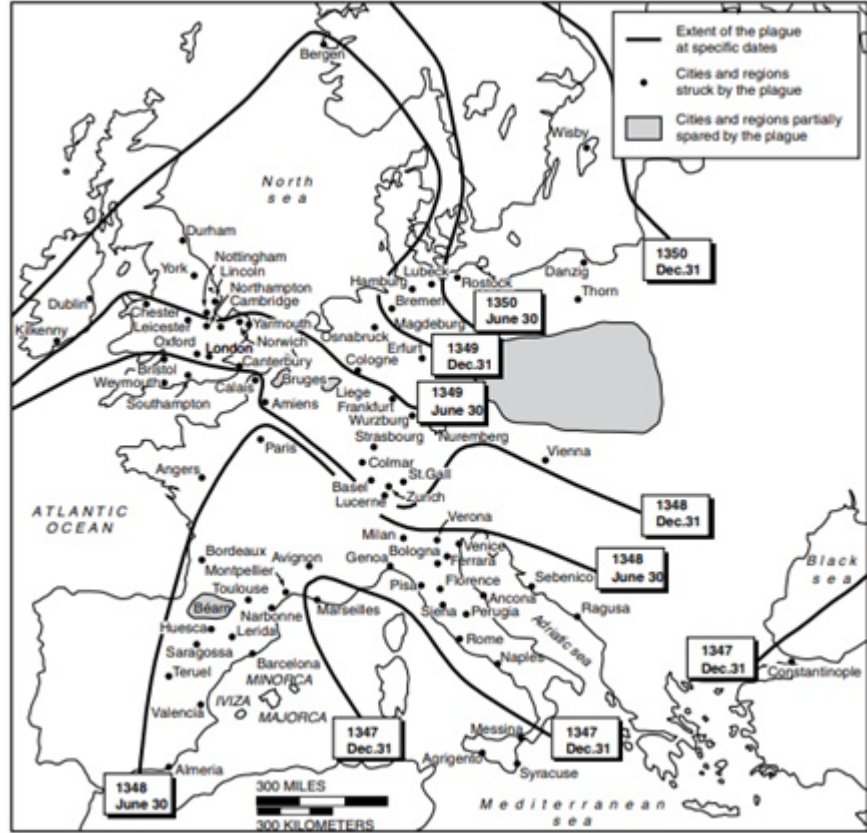 Extent of the plague
at specific dates
Cities and regions
struck by the plague
Cities and regions partially
spared by the plague
Bergen
Wisby
North
sea
Durham
1350
Dec.31
Nottingham
Lincoln
York
Northampton
Cambridge
Hamburg
Lubeck
Rostock
Danzig
Thorn
Dublin
Chester
Leicester
Yarmouth
Bremen
1350
June 30
Kilkenny
Norwich
Osnabruck
Magdeburg
Oxford
London
Erfurt
1349
Dec.31
Bristol
Canterbury
Cologne
Weymouth
Calais
Bruges
Southampton
Amiens
Liege
Frankfurt
Wurzburg
1349
June 30
Paris
Strasbourg
Nuremberg
Vienna
Angers
Colmar
St.Gall
Basel
Lucerne
Zurich
1348
Dec.31
ATLANTIC
OCEAN
Verona
Milan
Venice
Bordeaux
Avignon
Genoa
Bologna
Ferrara
1348
June 30
Black
sea
Montpellier
Toulouse
Florence
Sebenico
Pisa
Ancona
Béarn
Narbonne
Marseilles
Siena
Perugia
Ragusa
Huesca
Lerida
Rome
Adriatic sea
Saragossa
1347
Dec.31
Barcelona
Naples
Constantinople
Teruel
MINORCA
IVIZA
Valencia
MAJORCA
1347
Dec.31
Messina
1347
Dec.31
Agrigento
Almeria
Syracuse
1348
June 30
300 MILES
300 KILOMETERS
Mediterranean
sea